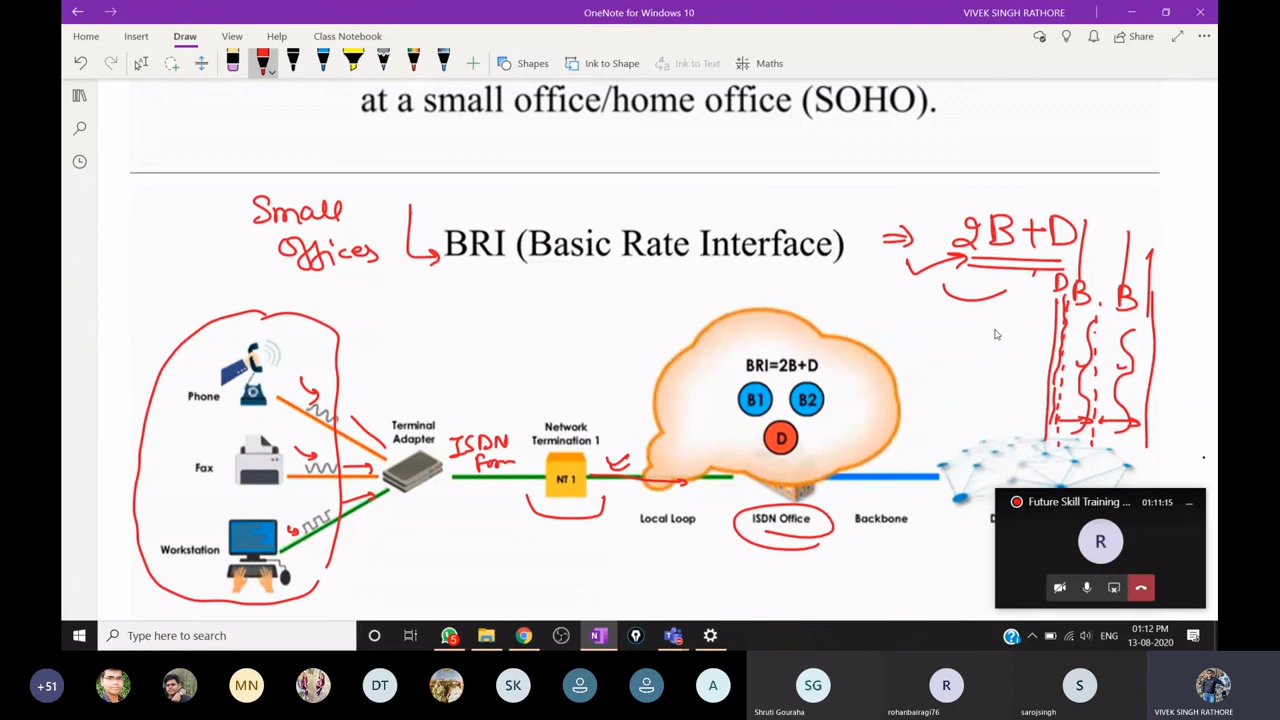 OneNote for Windows 10
VIVEK SINGH RATHORE
Home
Insert
Draw
View
Help
Class Notebook
Share
Shapes
Ink to Shape
Ink to Text
Maths
at a small office/home office (SOHO).
Small
Offices
BRI (Basic Rate Interface)
2B+D
D B B
BRI=2B+D
B1 B2
D
Phone
Fax
Workstation
Terminal
Adapter
ISDN
form
Network
Termination 1
NT 1
Local Loop
ISDN Office
Backbone
D
Future Skill Training ...
01:11:15
R
Type here to search
5
ENG
01:12 PM
13-08-2020
+51
MN
DT
SK
A
SG
Shruti Gouraha
R
rohanbairagi76
S
sarojsingh
VIVEK SINGH RATHORE